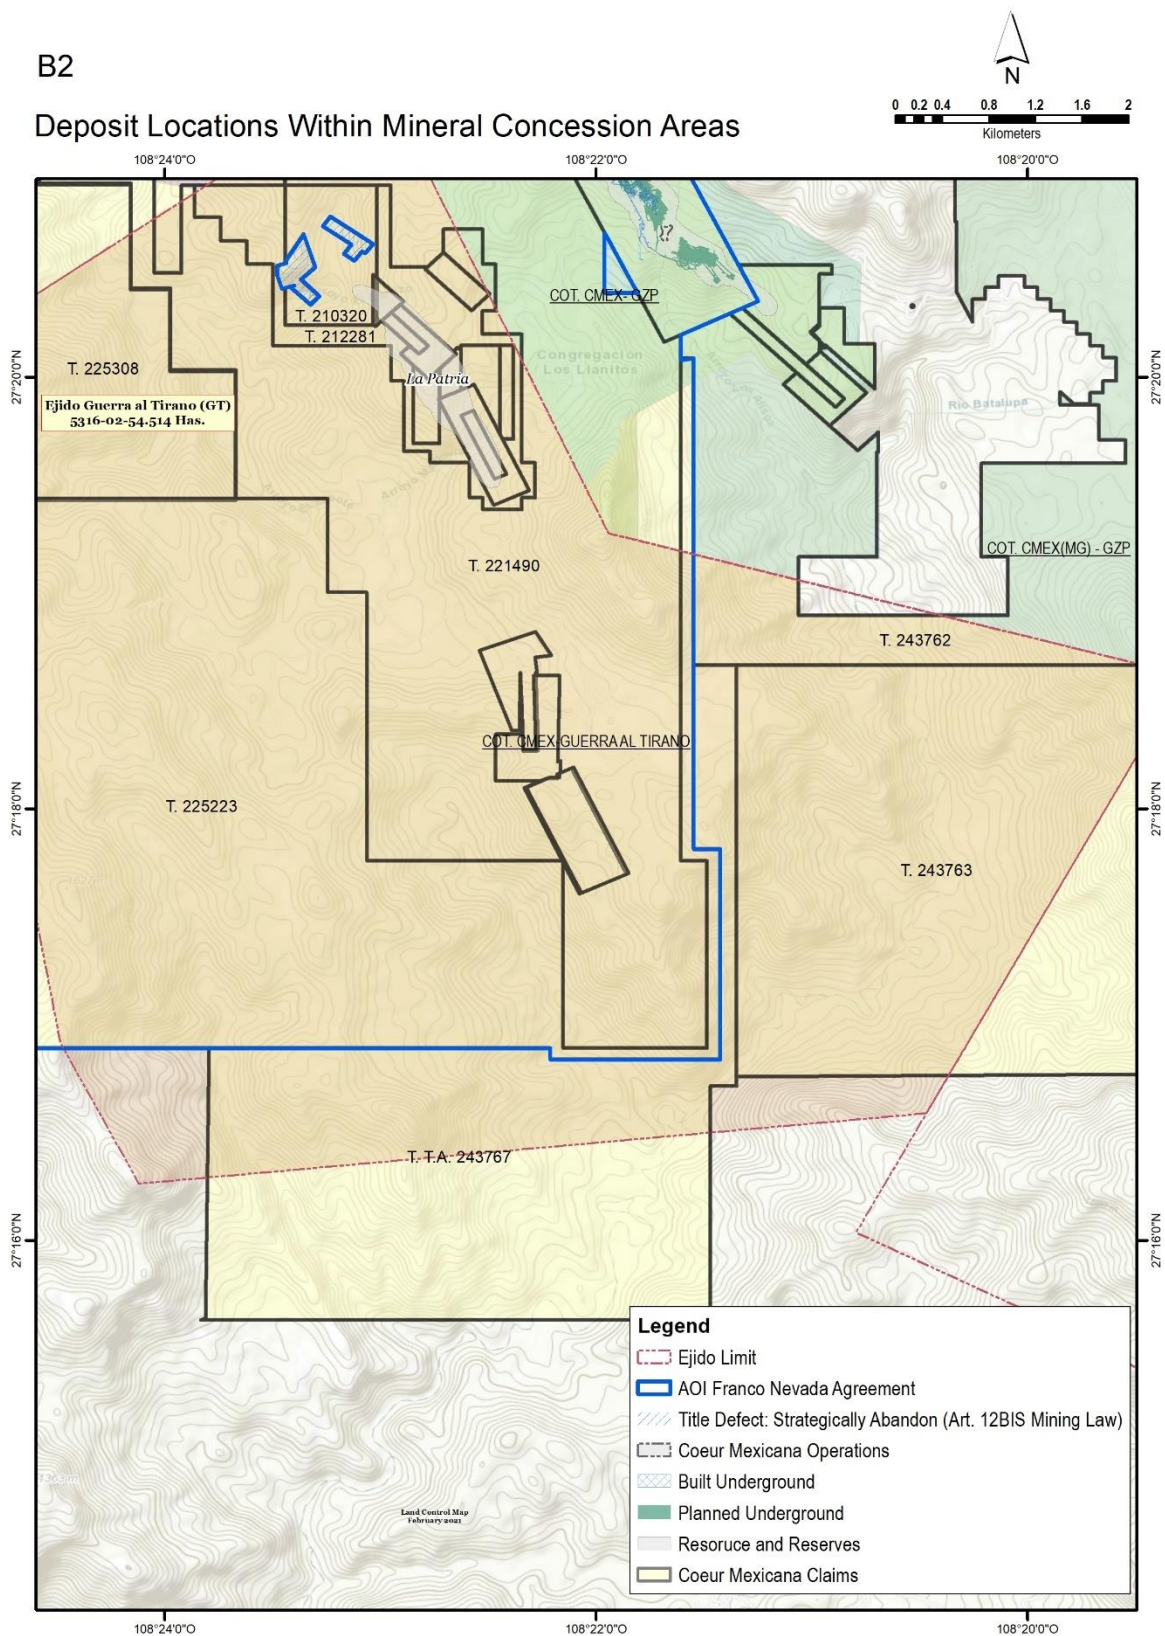 B2
N
Deposit Locations Within Mineral Concession Areas
0 0.2 0.4 0.8 1.2 1.6 2
Kilometers
108°24'0"O
108°22'0"O
108°20'0"O
COT. CMEX- GZP
T. 210320
T. 212281
Congregación
Los Llanitos
27°20'0"N
27°20'0"N
T. 225308
La Patria
Ejido Guerra al Tirano (GT)
5316-02-54.514 Has.
Río Batalupa
COT. CMEX(MG) - GZP
T. 221490
T. 243762
COT. CMEX-GUERRA AL TIRANO
T. 225223
27°18'0"N
27°18'0"N
T. 243763
T. T.A. 243767
27°16'0"N
27°16'0"N
Legend
Ejido Limit
AOI Franco Nevada Agreement
Title Defect: Strategically Abandon (Art. 12BIS Mining Law)
Coeur Mexicana Operations
Built Underground
Planned Underground
Resoruce and Reserves
Coeur Mexicana Claims
1363 m
Land Control Map
February 2021
108°24'0"O
108°22'0"O
108°20'0"O